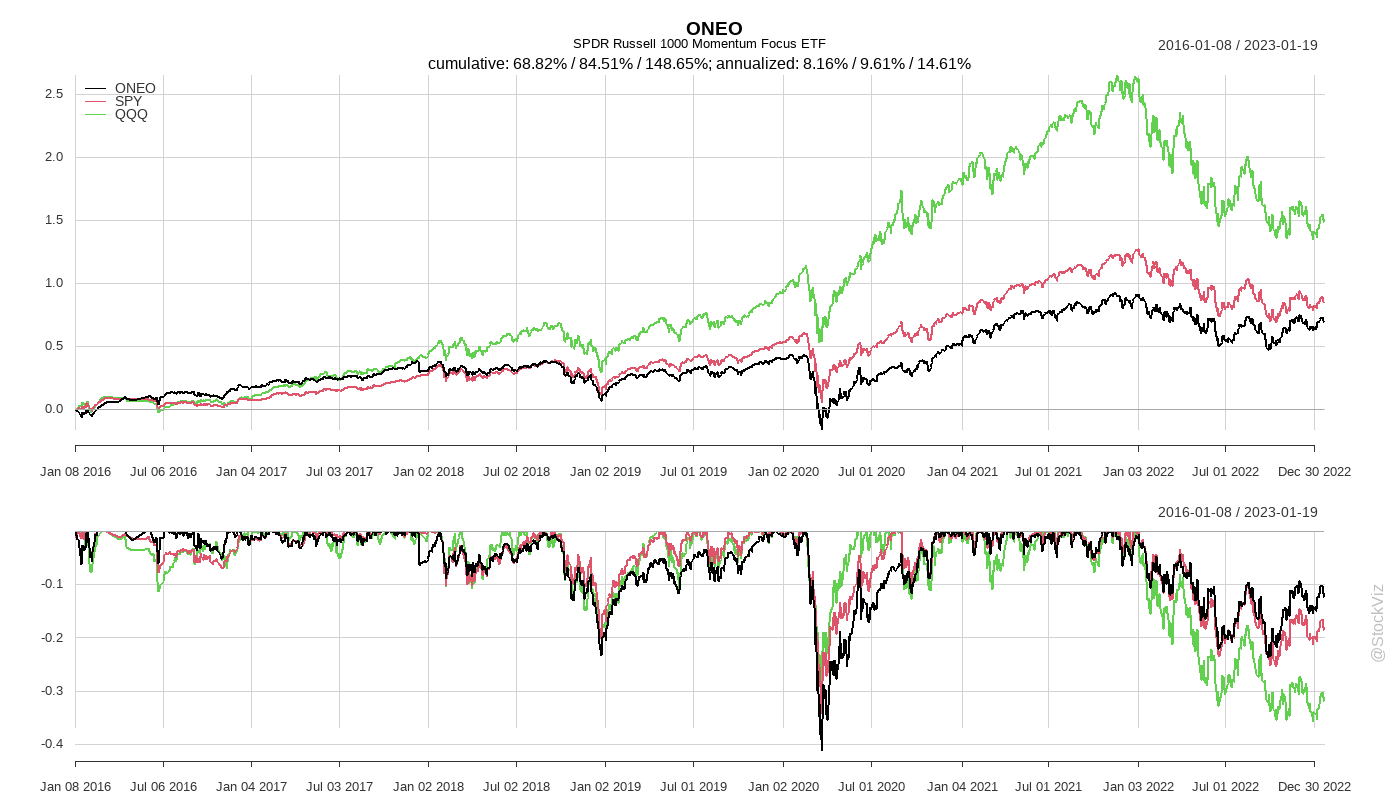 ONEO
SPDR Russell 1000 Momentum Focus ETF
2016-01-08 / 2023-01-19
cumulative: 68.82% / 84.51% / 148.65%; annualized: 8.16% / 9.61% / 14.61%
ONEO
SPY
QQQ
2.5
2.0
1.5
1.0
0.5
0.0
Jan 08 2016 Jul 06 2016 Jan 04 2017 Jul 03 2017 Jan 02 2018 Jul 02 2018 Jan 02 2019 Jul 01 2019 Jan 02 2020 Jul 01 2020 Jan 04 2021 Jul 01 2021 Jan 03 2022 Jul 01 2022 Dec 30 2022
2016-01-08 / 2023-01-19
-0.1
-0.2
-0.3
-0.4
Jan 08 2016 Jul 06 2016 Jan 04 2017 Jul 03 2017 Jan 02 2018 Jul 02 2018 Jan 02 2019 Jul 01 2019 Jan 02 2020 Jul 01 2020 Jan 04 2021 Jul 01 2021 Jan 03 2022 Jul 01 2022 Dec 30 2022
@StockViz